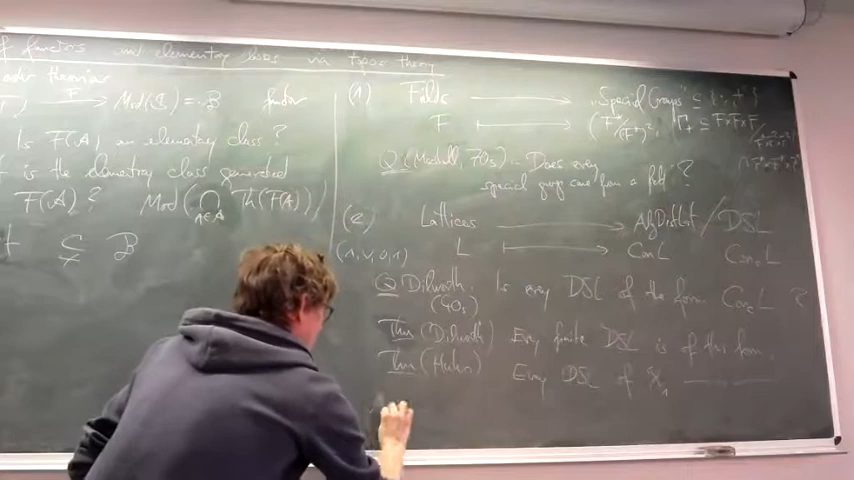 of functors and elementary classes via topos theory
order theories
F Mod(T) = B functor
Is F(A) an elementary class?
is the elementary class generated
F(A)? Mod(∩ Th(F(A)))
A∈A
⊊ B
(1) Fields → "Special Groups"
F ↦
Q (Marshall, 70s): Does every
special group come from a field?
(2) Lattices → AlgDistLat / DSL
(∧,∨,0,1) L ↦ Con L Con_c L
Q Dilworth, Is every DSL of the form Con_c L ?
(40s)
Thm (Dilworth) Every finite DSL is of this form.
Thm (Huhn) Every DSL of ℵ₁ ———